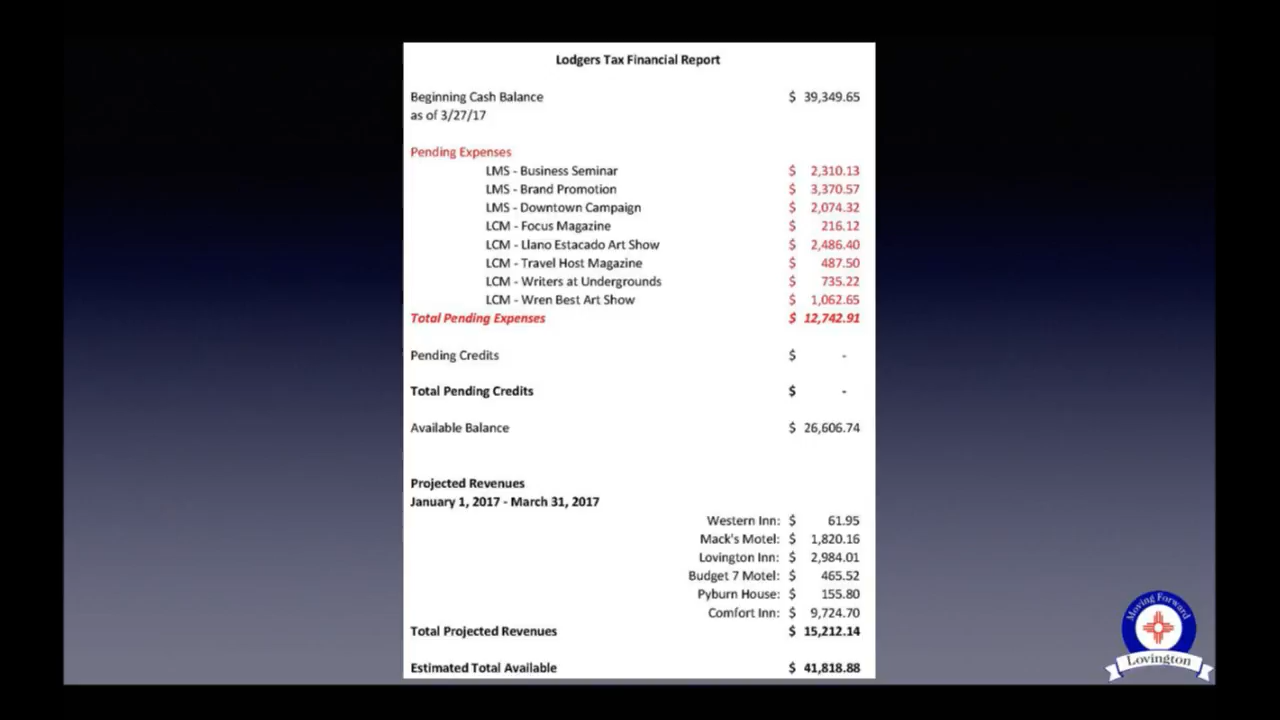 Lodgers Tax Financial Report
Beginning Cash Balance $ 39,349.65
as of 3/27/17
Pending Expenses
LMS - Business Seminar $ 2,310.13
LMS - Brand Promotion $ 3,370.57
LMS - Downtown Campaign $ 2,074.32
LCM - Focus Magazine $ 216.12
LCM - Llano Estacado Art Show $ 2,486.40
LCM - Travel Host Magazine $ 487.50
LCM - Writers at Undergrounds $ 735.22
LCM - Wren Best Art Show $ 1,062.65
Total Pending Expenses $ 12,742.91
Pending Credits $ -
Total Pending Credits $ -
Available Balance $ 26,606.74
Projected Revenues
January 1, 2017 - March 31, 2017
Western Inn: $ 61.95
Mack's Motel: $ 1,820.16
Lovington Inn: $ 2,984.01
Budget 7 Motel: $ 465.52
Pyburn House: $ 155.80
Comfort Inn: $ 9,724.70
Total Projected Revenues $ 15,212.14
Estimated Total Available $ 41,818.88
Moving Forward
Lovington